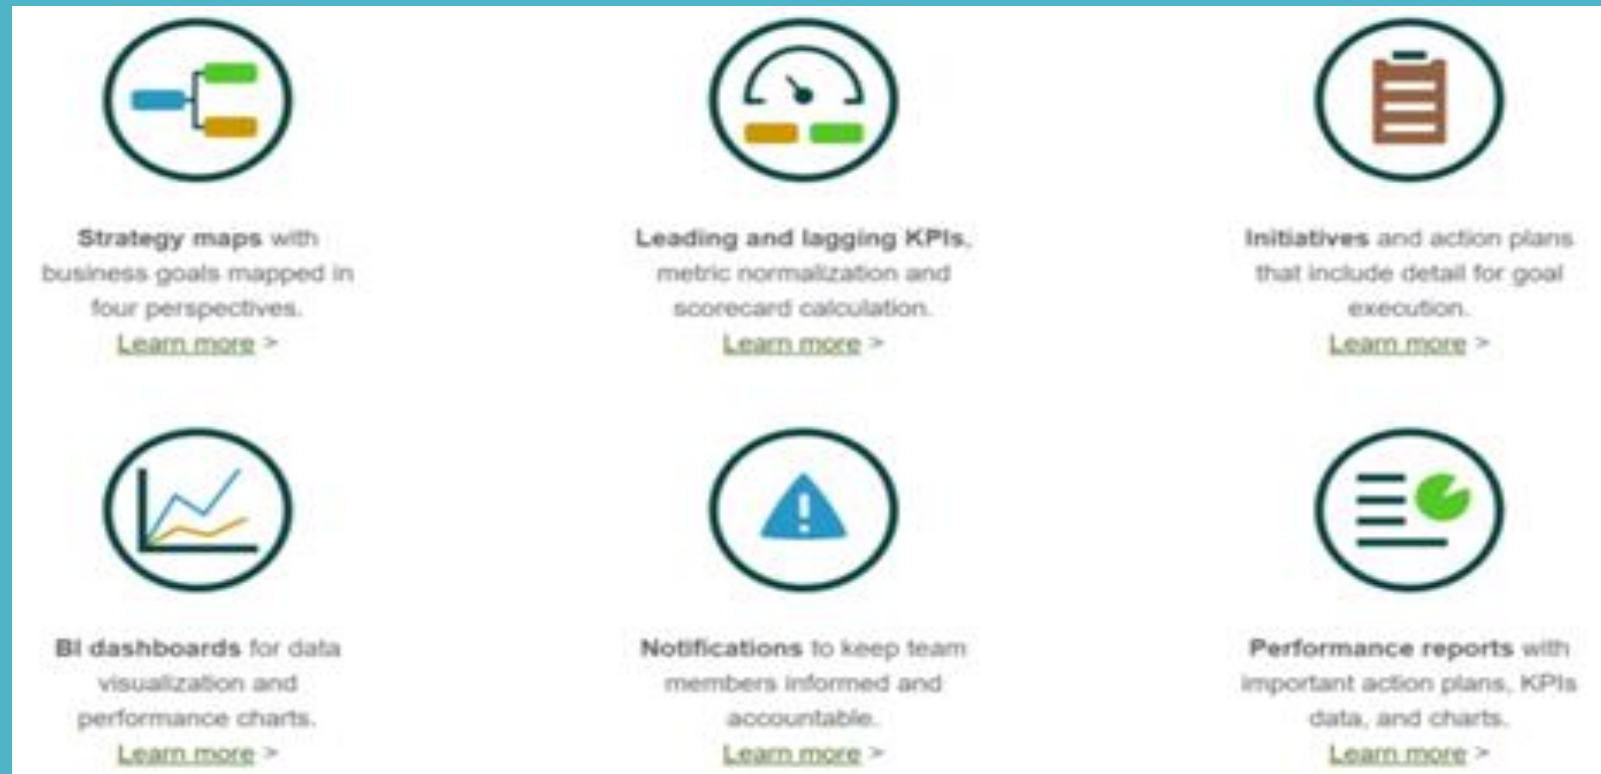 Strategy maps with
business goals mapped in
four perspectives.
Learn more >
Leading and lagging KPIs,
metric normalization and
scorecard calculation.
Learn more >
Initiatives and action plans
that include detail for goal
execution.
Learn more >
BI dashboards for data
visualization and
performance charts.
Learn more >
Notifications to keep team
members informed and
accountable.
Learn more >
Performance reports with
important action plans, KPIs
data, and charts.
Learn more >